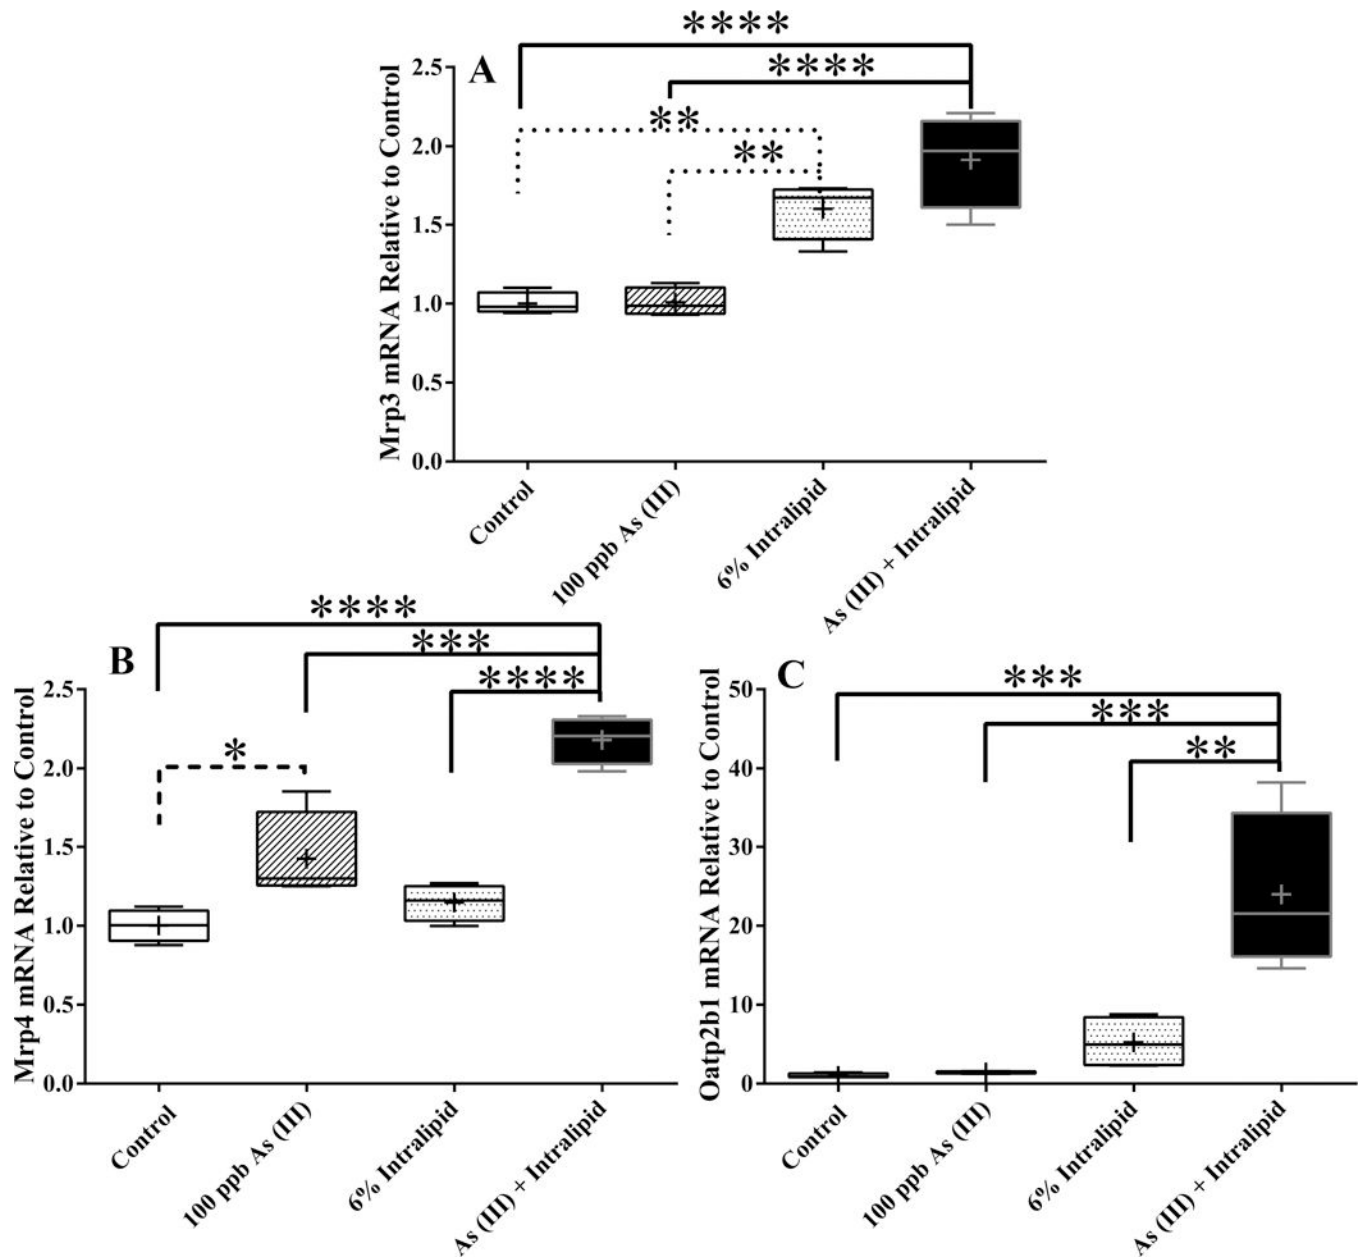 ****
A
****
**
**
Mrp3 mRNA Relative to Control
2.5
2.0
1.5
1.0
0.5
0.0
Control
100 ppb As (III)
6% Intralipid
As (III) + Intralipid
****
B
***
****
*
Mrp4 mRNA Relative to Control
2.5
2.0
1.5
1.0
0.5
0.0
Control
100 ppb As (III)
6% Intralipid
As (III) + Intralipid
C
***
***
**
Oatp2b1 mRNA Relative to Control
50
40
30
20
10
0
Control
100 ppb As (III)
6% Intralipid
As (III) + Intralipid